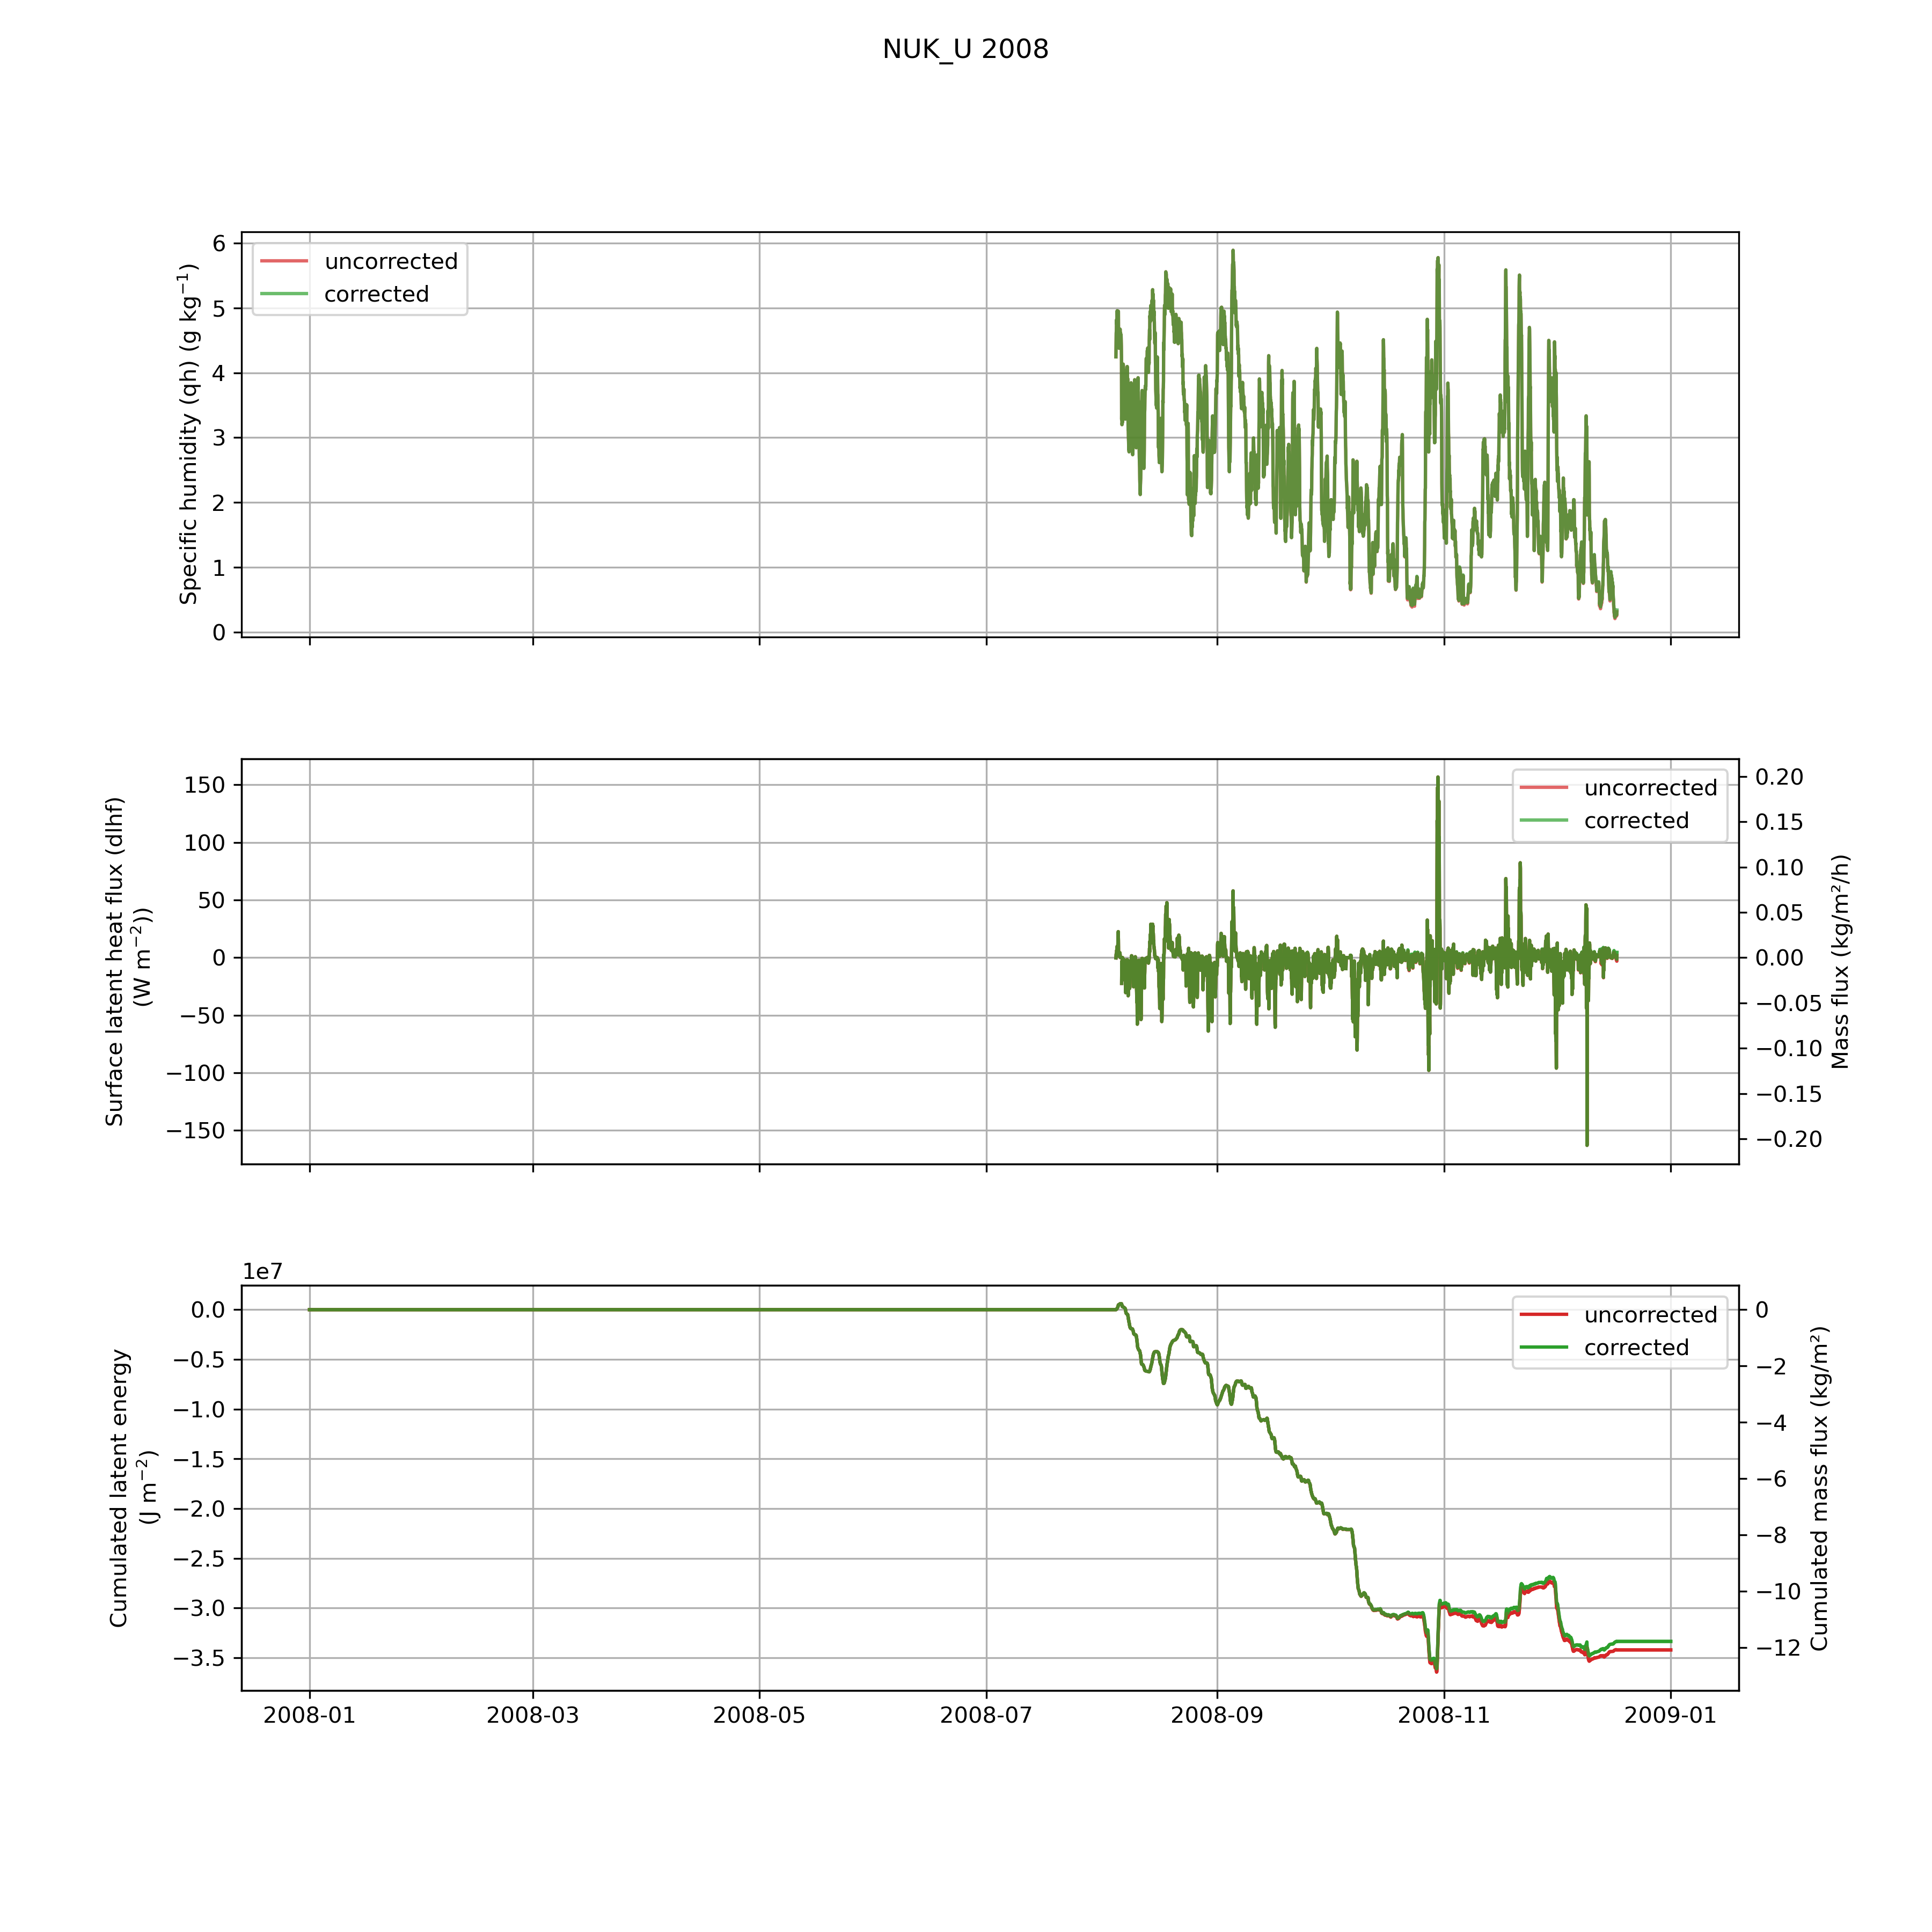 NUK_U 2008
Specific humidity (qh) (g kg⁻¹)
6
5
4
3
2
1
0
uncorrected
corrected
Surface latent heat flux (dlhf)
(W m⁻²))
150
100
50
0
−50
−100
−150
uncorrected
corrected
0.20
0.15
0.10
0.05
0.00
−0.05
−0.10
−0.15
−0.20
Mass flux (kg/m²/h)
Cumulated latent energy
(J m⁻²)
1e7
0.0
−0.5
−1.0
−1.5
−2.0
−2.5
−3.0
−3.5
uncorrected
corrected
0
−2
−4
−6
−8
−10
−12
Cumulated mass flux (kg/m²)
2008-01 2008-03 2008-05 2008-07 2008-09 2008-11 2009-01